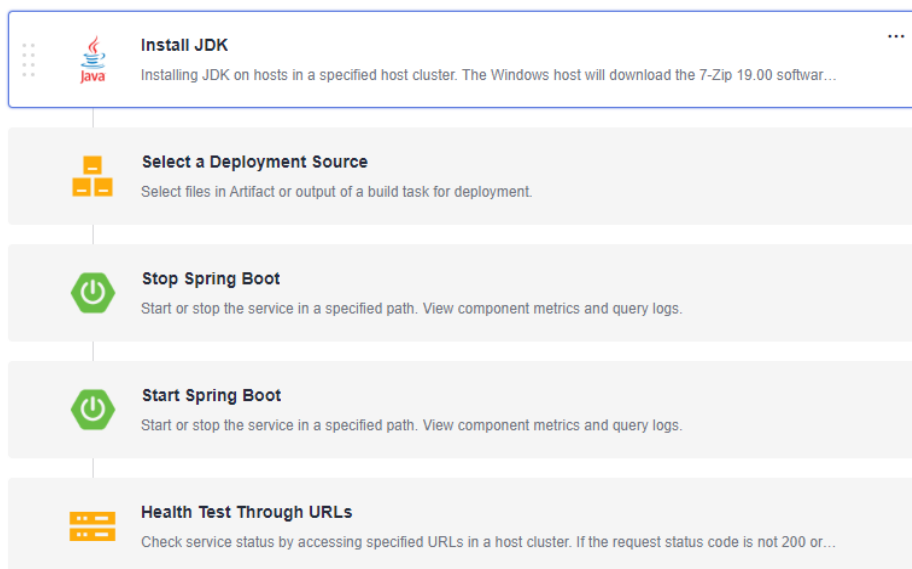 Install JDK
Java
Installing JDK on hosts in a specified host cluster. The Windows host will download the 7-Zip 19.00 softwar…
Select a Deployment Source
Select files in Artifact or output of a build task for deployment.
Stop Spring Boot
Start or stop the service in a specified path. View component metrics and query logs.
Start Spring Boot
Start or stop the service in a specified path. View component metrics and query logs.
Health Test Through URLs
Check service status by accessing specified URLs in a host cluster. If the request status code is not 200 or…